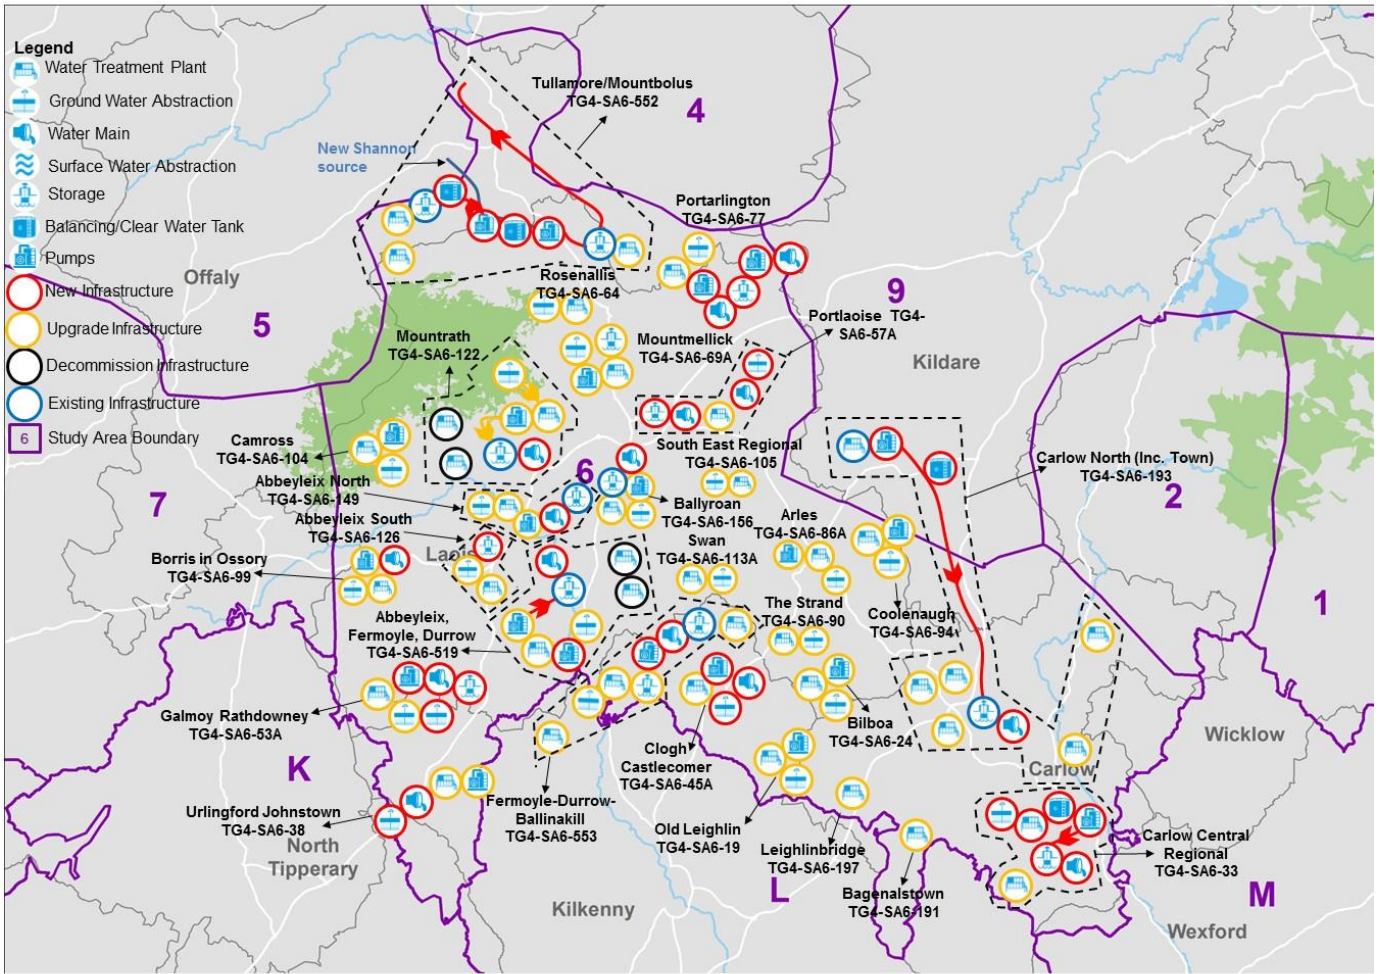 Legend
Water Treatment Plant
Ground Water Abstraction
Water Main
Surface Water Abstraction
Storage
Balancing/Clear Water Tank
Pumps
New Infrastructure
Upgrade Infrastructure
Decommission Infrastructure
Existing Infrastructure
6 Study Area Boundary
Tullamore/Mountbolus
TG4-SA6-552
4
New Shannon
source
Portarlington
TG4-SA6-77
Offaly
5
Rosenallis
TG4-SA6-64
9
Mountrath
TG4-SA6-122
Mountmellick
TG4-SA6-69A
Portlaoise TG4-
SA6-57A
Kildare
Camross
TG4-SA6-104
South East Regional
TG4-SA6-105
Carlow North (Inc. Town)
TG4-SA6-193
6
7
2
Abbeyleix North
TG4-SA6-149
Abbeyleix South
TG4-SA6-126
Ballyroan
TG4-SA6-156
Arles
TG4-SA6-86A
Laois
Swan
TG4-SA6-113A
Borris in Ossory
TG4-SA6-99
1
The Strand
TG4-SA6-90
Coolenaugh
TG4-SA6-94
Abbeyleix,
Fermoyle, Durrow
TG4-SA6-519
Galmoy Rathdowney
TG4-SA6-53A
Bilboa
TG4-SA6-24
Wicklow
K
Clogh
Castlecomer
TG4-SA6-45A
Carlow
Urlingford Johnstown
TG4-SA6-38
Fermoyle-Durrow-
Ballinakill
TG4-SA6-553
Old Leighlin
TG4-SA6-19
Leighlinbridge
TG4-SA6-197
Carlow Central
Regional
TG4-SA6-33
North
Tipperary
L
Bagenalstown
TG4-SA6-191
M
Kilkenny
Wexford